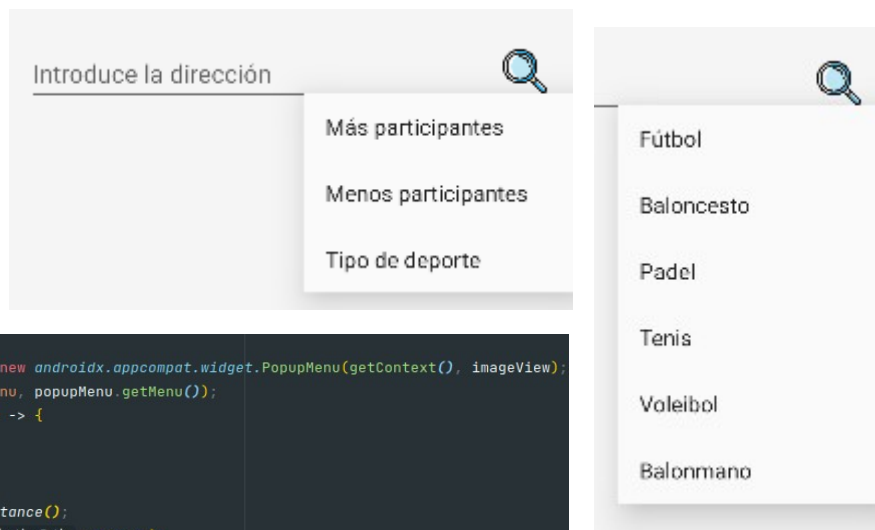 Introduce la dirección
Más participantes
Menos participantes
Tipo de deporte
Fútbol
Baloncesto
Padel
Tenis
Voleibol
Balonmano
new androidx.appcompat.widget.PopupMenu(getContext(), imageView);
nu, popupMenu.getMenu());
-> {
tance();